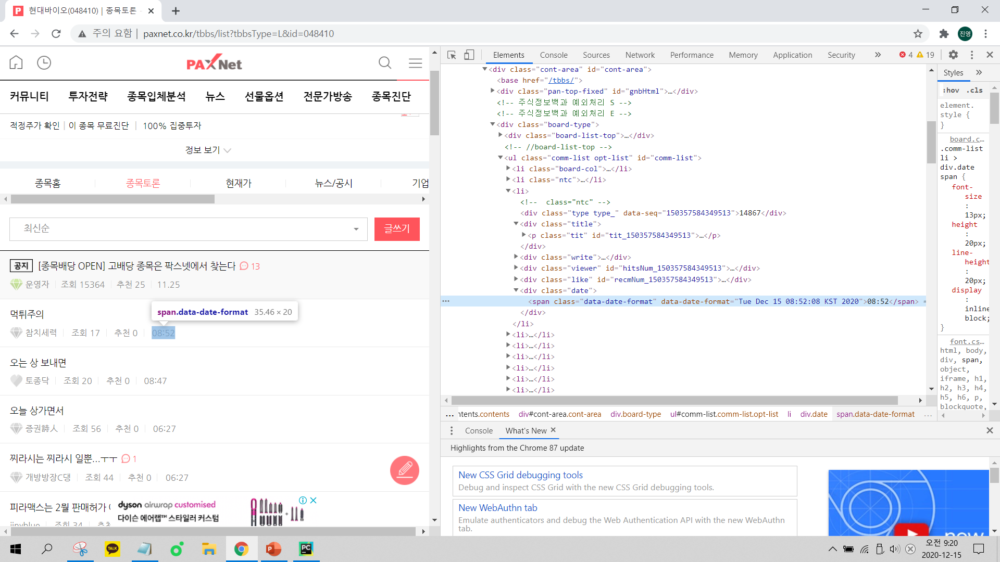 현대바이오(048410) | 종목토론
주의 요함 | paxnet.co.kr/tbbs/list?tbbsType=L&id=048410
진영
PAXNet
커뮤니티 투자전략 종목입체분석 뉴스 선물옵션 전문가방송 종목진단
적정주가 확인 | 이 종목 무료진단 | 100% 집중투자
정보 보기
종목홈 종목토론 현재가 뉴스/공시 기업
최신순 글쓰기
공지 [종목배당 OPEN] 고배당 종목은 팍스넷에서 찾는다 13
운영자 조회 15364 추천 25 11.25
span.data-date-format 35.46 × 20
먹튀주의
참치세력 조회 17 추천 0 08:52
오는 상 보내면
토종닥 조회 20 추천 0 08:47
오늘 상가면서
증권詩人 조회 56 추천 0 06:27
찌라시는 찌라시 일뿐...ㅜㅜ 1
개방방장C댕 조회 44 추천 0 06:27
피라맥스는 2월 판매허가
jinyblue 조회 34 추천
dyson airwrap customised
다이슨 에어랩™ 스타일러 커스텀
Elements Console Sources Network Performance Memory Application Security » 4 19
<div class="cont-area" id="cont-area">
<base href="/tbbs/">
<div class="pan-top-fixed" id="gnbHtml">…</div>
<!-- 주식정보백과 예외처리 S -->
<!-- 주식정보백과 예외처리 E -->
<div class="board-type">
<div class="board-list-top">…</div>
<!-- //board-list-top -->
<ul class="comm-list opt-list" id="comm-list">
<li class="board-col">…</li>
<li class="ntc">…</li>
<li>
<!--  class="ntc" -->
<div class="type type_" data-seq="150357584349513">14867</div>
<div class="title">
<p class="tit" id="tit_150357584349513">…</p>
</div>
<div class="write">…</div>
<div class="viewer" id="hitsNum_150357584349513">…</div>
<div class="like" id="recmNum_150357584349513">…</div>
<div class="date">
<span class="data-date-format" data-date-format="Tue Dec 15 08:52:08 KST 2020">08:52</span> =
</div>
</li>
<li>…</li>
<li>…</li>
<li>…</li>
<li>…</li>
<li>…</li>
<li>…</li>
... ntents.contents div#cont-area.cont-area div.board-type ul#comm-list.comm-list.opt-list li div.date span.data-date-format ...
Styles »
:hov .cls
element.
style {
}
board.c…
.comm-list
li >
div.date
span {
font-
size
:
13px;
height
:
20px;
line-
height
:
20px;
display
:
inline
block;
}
font.cs…
html, body,
div, span,
object,
iframe, h1,
h2, h3, h4,
h5, h6, p,
blockquote,
Console What's New
Highlights from the Chrome 87 update
New CSS Grid debugging tools
Debug and inspect CSS Grid with the new CSS Grid debugging tools.
New WebAuthn tab
Emulate authenticators and debug the Web Authentication API with the new WebAuthn
tab.
new
TALK
PC
오전 9:20
2020-12-15